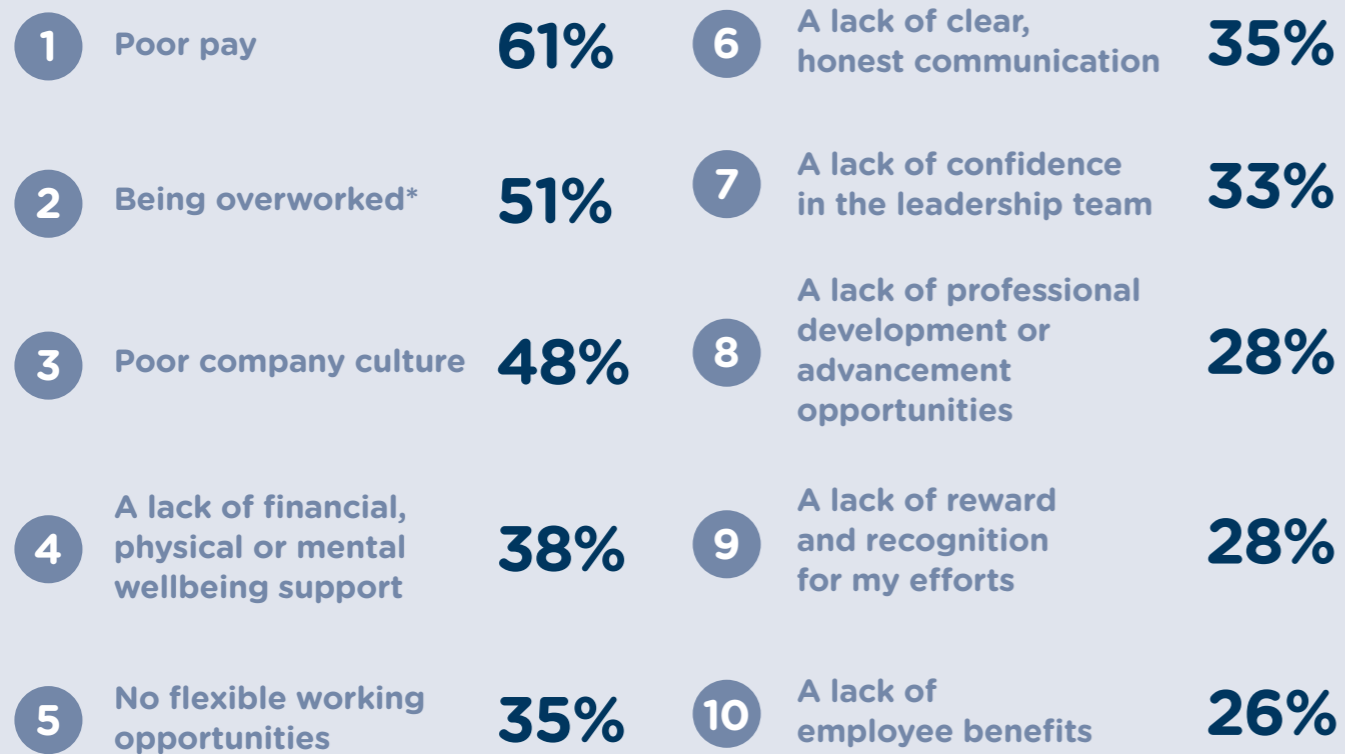 1
Poor pay
61%
2
Being overworked*
51%
3
Poor company culture
48%
4
A lack of financial,
physical or mental
wellbeing support
38%
5
No flexible working
opportunities
35%
6
A lack of clear,
honest communication
35%
7
A lack of confidence
in the leadership team
33%
8
A lack of professional
development or
advancement
opportunities
28%
9
A lack of reward
and recognition
for my efforts
28%
10
A lack of
employee benefits
26%